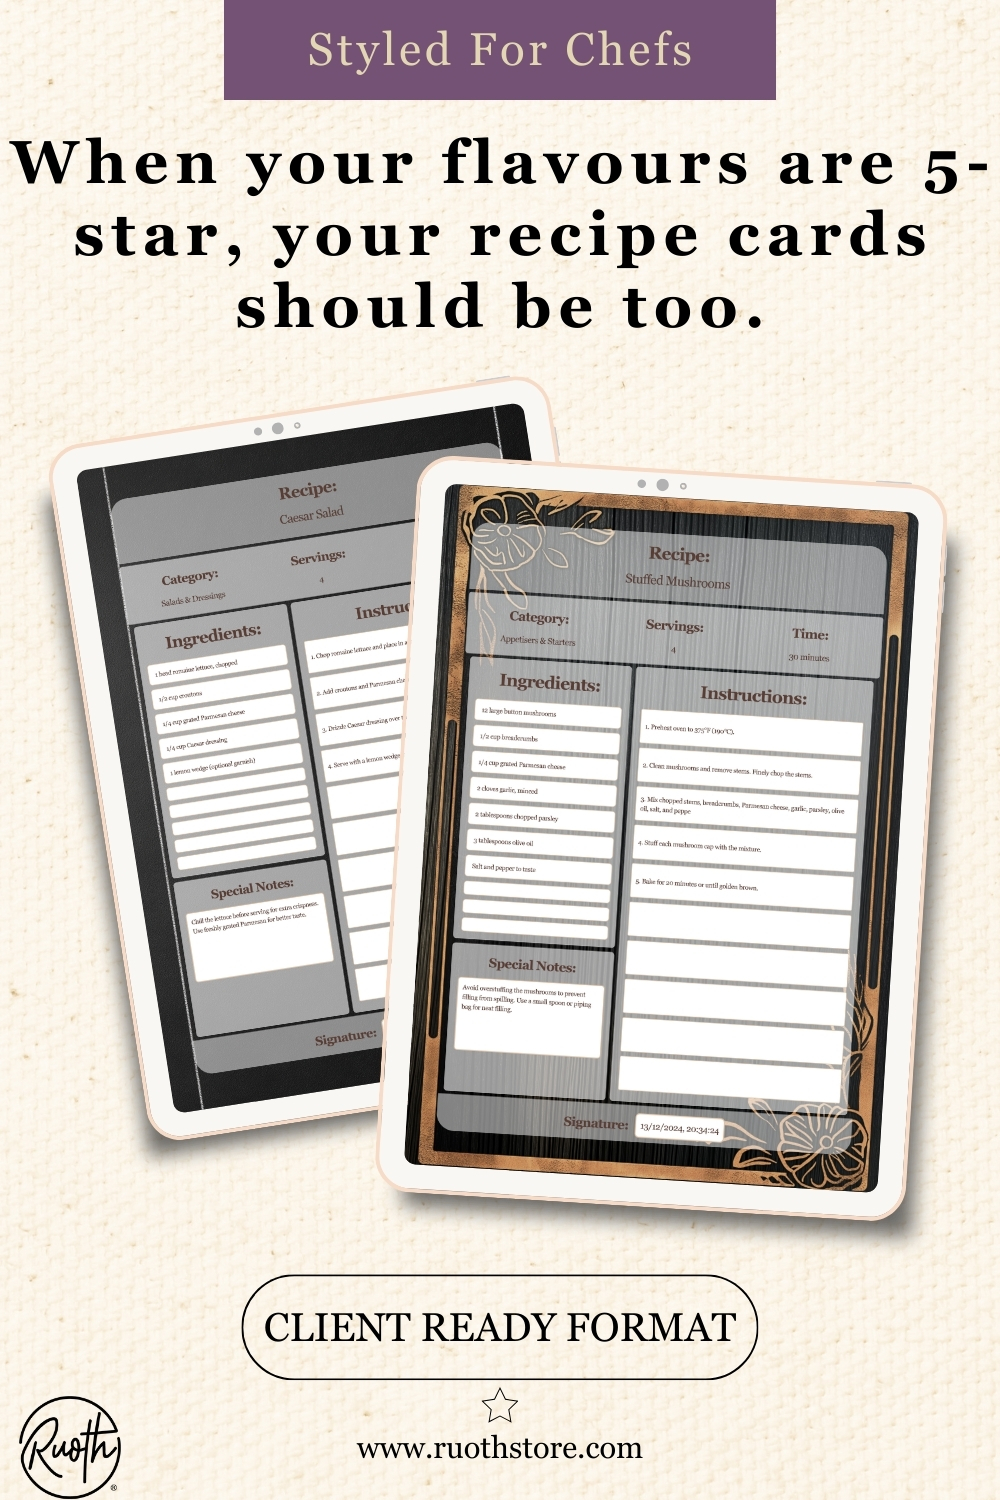 Styled For Chefs
When your flavours are 5-
star, your recipe cards
should be too.
Recipe:
Caesar Salad
Category:
Salads & Dressings
Servings:
4
Ingredients:
1 head romaine lettuce, chopped
1/2 cup croutons
1/4 cup grated Parmesan cheese
1/4 cup Caesar dressing
1 lemon wedge (optional garnish)
Instruc
1. Chop romaine lettuce and place in a
2. Add croutons and Parmesan che
3. Drizzle Caesar dressing over
4. Serve with a lemon wedge
Special Notes:
Chill the lettuce before serving for extra crispness.
Use freshly grated Parmesan for better taste.
Signature:
Recipe:
Stuffed Mushrooms
Category:
Appetisers & Starters
Servings:
4
Time:
30 minutes
Ingredients:
12 large button mushrooms
1/2 cup breadcrumbs
1/4 cup grated Parmesan cheese
2 cloves garlic, minced
2 tablespoons chopped parsley
3 tablespoons olive oil
Salt and pepper to taste
Instructions:
1. Preheat oven to 375°F (190°C).
2. Clean mushrooms and remove stems. Finely chop the stems.
3. Mix chopped stems, breadcrumbs, Parmesan cheese, garlic, parsley, olive
oil, salt, and peppe
4. Stuff each mushroom cap with the mixture.
5. Bake for 20 minutes or until golden brown.
Special Notes:
Avoid overstuffing the mushrooms to prevent
filling from spilling. Use a small spoon or piping
bag for neat filling.
Signature:
13/12/2024, 20:34:24
CLIENT READY FORMAT
www.ruothstore.com
Ruoth
®